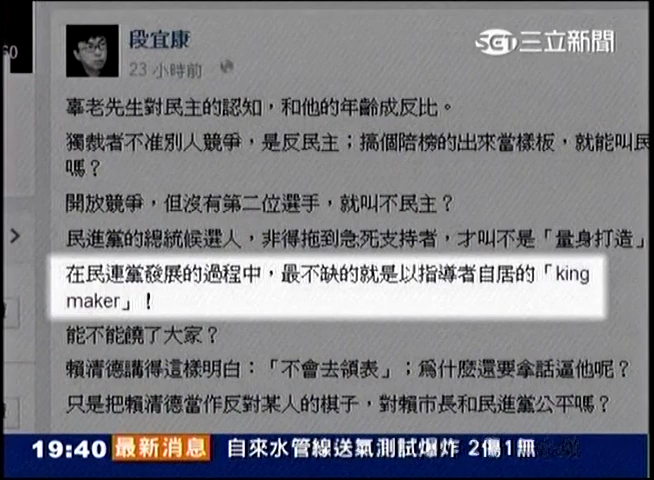 段宜康
SET三立新聞
23 小時前
辜老先生對民主的認知，和他的年齡成反比。
獨裁者不准別人競爭，是反民主；搞個陪榜的出來當樣板，就能叫民
嗎？
開放競爭，但沒有第二位選手，就叫不民主？
民進黨的總統候選人，非得拖到急死支持者，才叫不是「量身打造」
在民進黨發展的過程中，最不缺的就是以指導者自居的「king
maker」！
能不能饒了大家？
賴清德講得這樣明白：「不會去領表」；為什麼還要拿話逼他呢？
只是把賴清德當作反對某人的棋子，對賴市長和民進黨公平嗎？
19:40 最新消息 自來水管線送氣測試爆炸 2傷1無